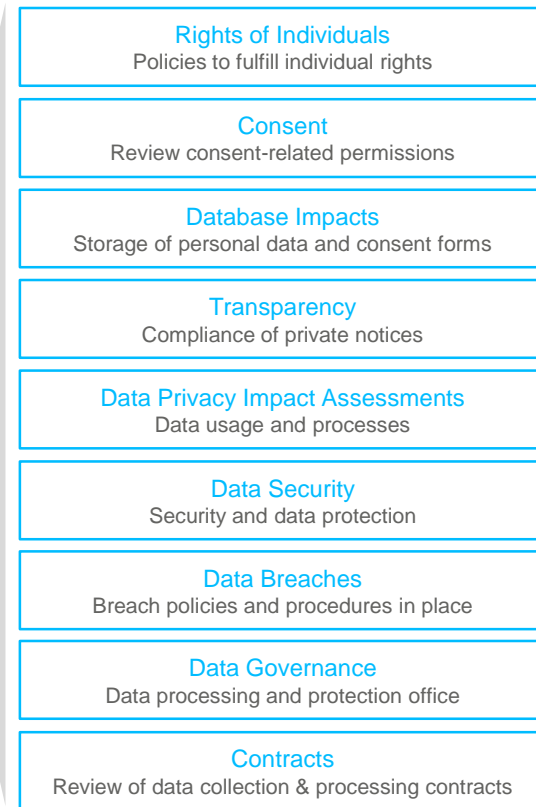 Rights of Individuals
Policies to fulfill individual rights
Consent
Review consent-related permissions
Database Impacts
Storage of personal data and consent forms
Transparency
Compliance of private notices
Data Privacy Impact Assessments
Data usage and processes
Data Security
Security and data protection
Data Breaches
Breach policies and procedures in place
Data Governance
Data processing and protection office
Contracts
Review of data collection & processing contracts